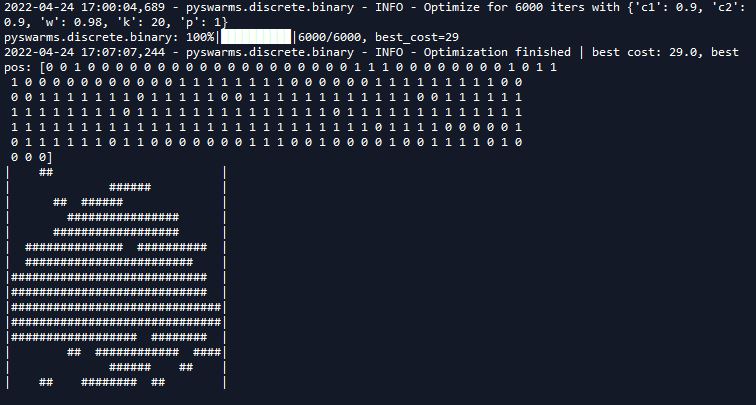 2022-04-24 17:00:04,689 - pyswarms.discrete.binary - INFO - Optimize for 6000 iters with {'c1': 0.9, 'c2':
0.9, 'w': 0.98, 'k': 20, 'p': 1}
pyswarms.discrete.binary: 100%|██████████|6000/6000, best_cost=29
2022-04-24 17:07:07,244 - pyswarms.discrete.binary - INFO - Optimization finished | best cost: 29.0, best
pos: [0 0 1 0 0 0 0 0 0 0 0 0 0 0 0 0 0 0 0 0 0 0 1 1 1 0 0 0 0 0 0 0 0 1 0 1 1
1 0 0 0 0 0 0 0 0 0 0 0 1 1 1 1 1 1 1 1 0 0 0 0 0 0 1 1 1 1 1 1 1 1 1 0 0
0 0 1 1 1 1 1 1 1 0 1 1 1 1 1 0 0 1 1 1 1 1 1 1 1 1 1 1 1 0 0 1 1 1 1 1 1
1 1 1 1 1 1 1 1 0 1 1 1 1 1 1 1 1 1 1 1 1 1 1 0 1 1 1 1 1 1 1 1 1 1 1 1 1
1 1 1 1 1 1 1 1 1 1 1 1 1 1 1 1 1 1 1 1 1 1 1 1 1 1 0 1 1 1 1 0 0 0 0 0 1
0 1 1 1 1 1 1 0 1 1 0 0 0 0 0 0 0 1 1 1 0 0 1 0 0 0 0 1 0 0 1 1 1 1 0 1 0
0 0 0]
|    ##                        |
|              ######          |
|      ##  ######              |
|        ################      |
|      ##################      |
|  ##############  ##########  |
|  ########################    |
|############################  |
|############################  |
|##############################|
|##############################|
|##################  ########  |
|        ##  ############  ####|
|              ######    ##    |
|    ##    ########  ##        |